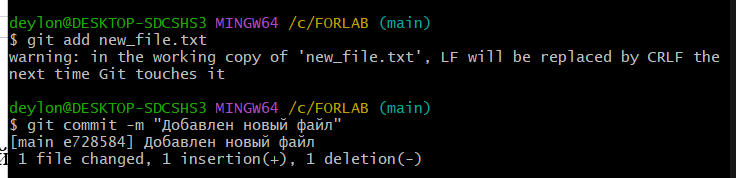 deylon@DESKTOP-SDCSHS3 MINGW64 /c/FORLAB (main)
$ git add new_file.txt
warning: in the working copy of 'new_file.txt', LF will be replaced by CRLF the
next time Git touches it
deylon@DESKTOP-SDCSHS3 MINGW64 /c/FORLAB (main)
$ git commit -m "Добавлен новый файл"
[main e728584] Добавлен новый файл
1 file changed, 1 insertion(+), 1 deletion(-)